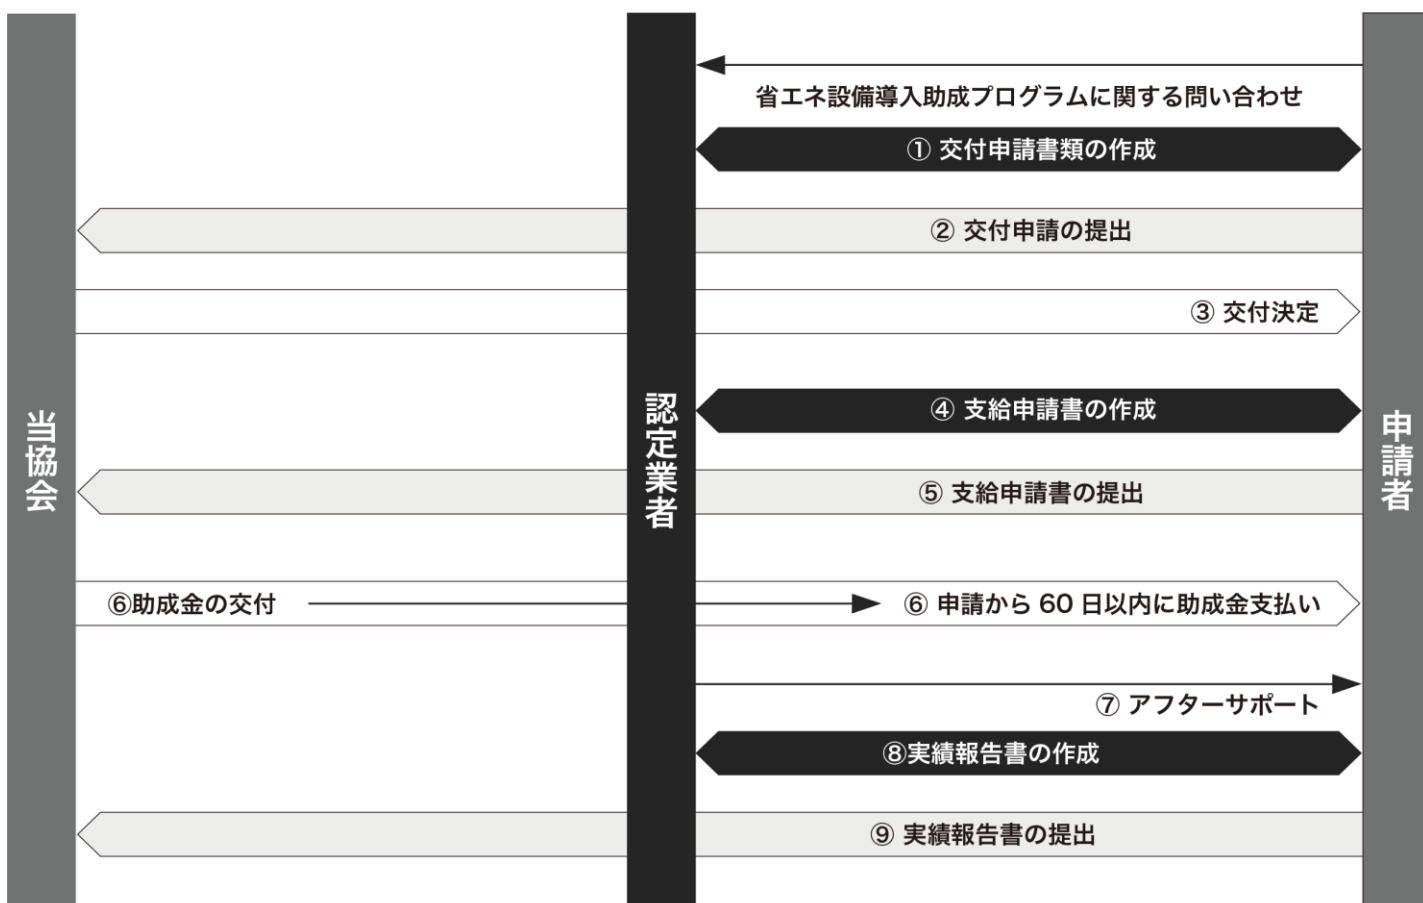 省エネ設備導入助成プログラムに関する問い合わせ
① 交付申請書類の作成
② 交付申請の提出
③ 交付決定
④ 支給申請書の作成
当協会
認定業者
申請者
⑤ 支給申請書の提出
⑥助成金の交付
⑥ 申請から 60 日以内に助成金支払い
⑦ アフターサポート
⑧実績報告書の作成
⑨ 実績報告書の提出